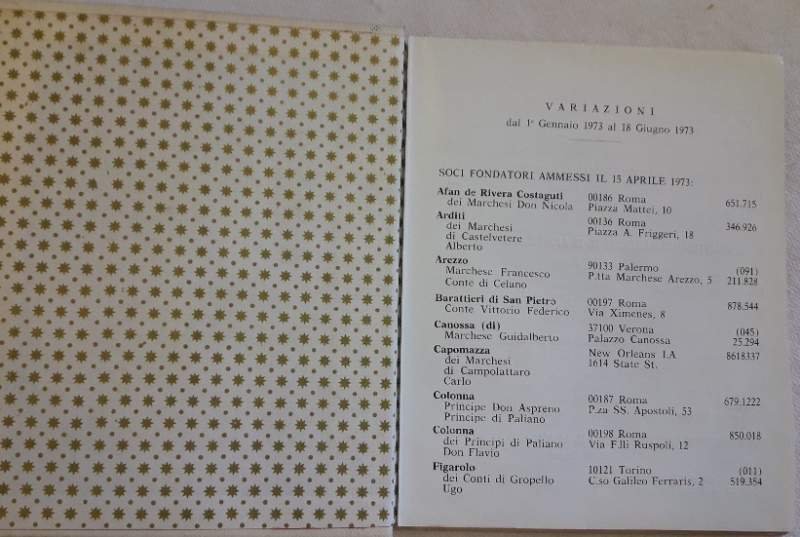 VARIAZIONI
dal 1° Gennaio 1973 al 18 Giugno 1973
SOCI FONDATORI AMMESSI IL 15 APRILE 1973:
Afan de Rivera Costaguti 00186 Roma
dei Marchesi Don Nicola Piazza Mattei, 10 651.715
Arditi 00136 Roma
dei Marchesi Piazza A. Friggeri, 18 346.926
di Castelvetere
Alberto
Arezzo 90133 Palermo (091)
Marchese Francesco P.tta Marchese Arezzo, 5 211.828
Conte di Celano
Barattieri di San Pietro 00197 Roma 878.544
Conte Vittorio Federico Via Ximenes, 8
Canossa (di) 37100 Verona (045)
Marchese Guidalberto Palazzo Canossa 25.294
Capomazza New Orleans LA 8618337
dei Marchesi 1614 State St.
di Campolattaro
Carlo
Colonna 00187 Roma 679.1222
Principe Don Aspreno P.za SS. Apostoli, 53
Principe di Paliano
Colonna 00198 Roma 850.018
dei Principi di Paliano Via F.lli Ruspoli, 12
Don Flavio
Figarolo 10121 Torino (011)
dei Conti di Gropello C.so Galileo Ferraris, 2 519.384
Ugo